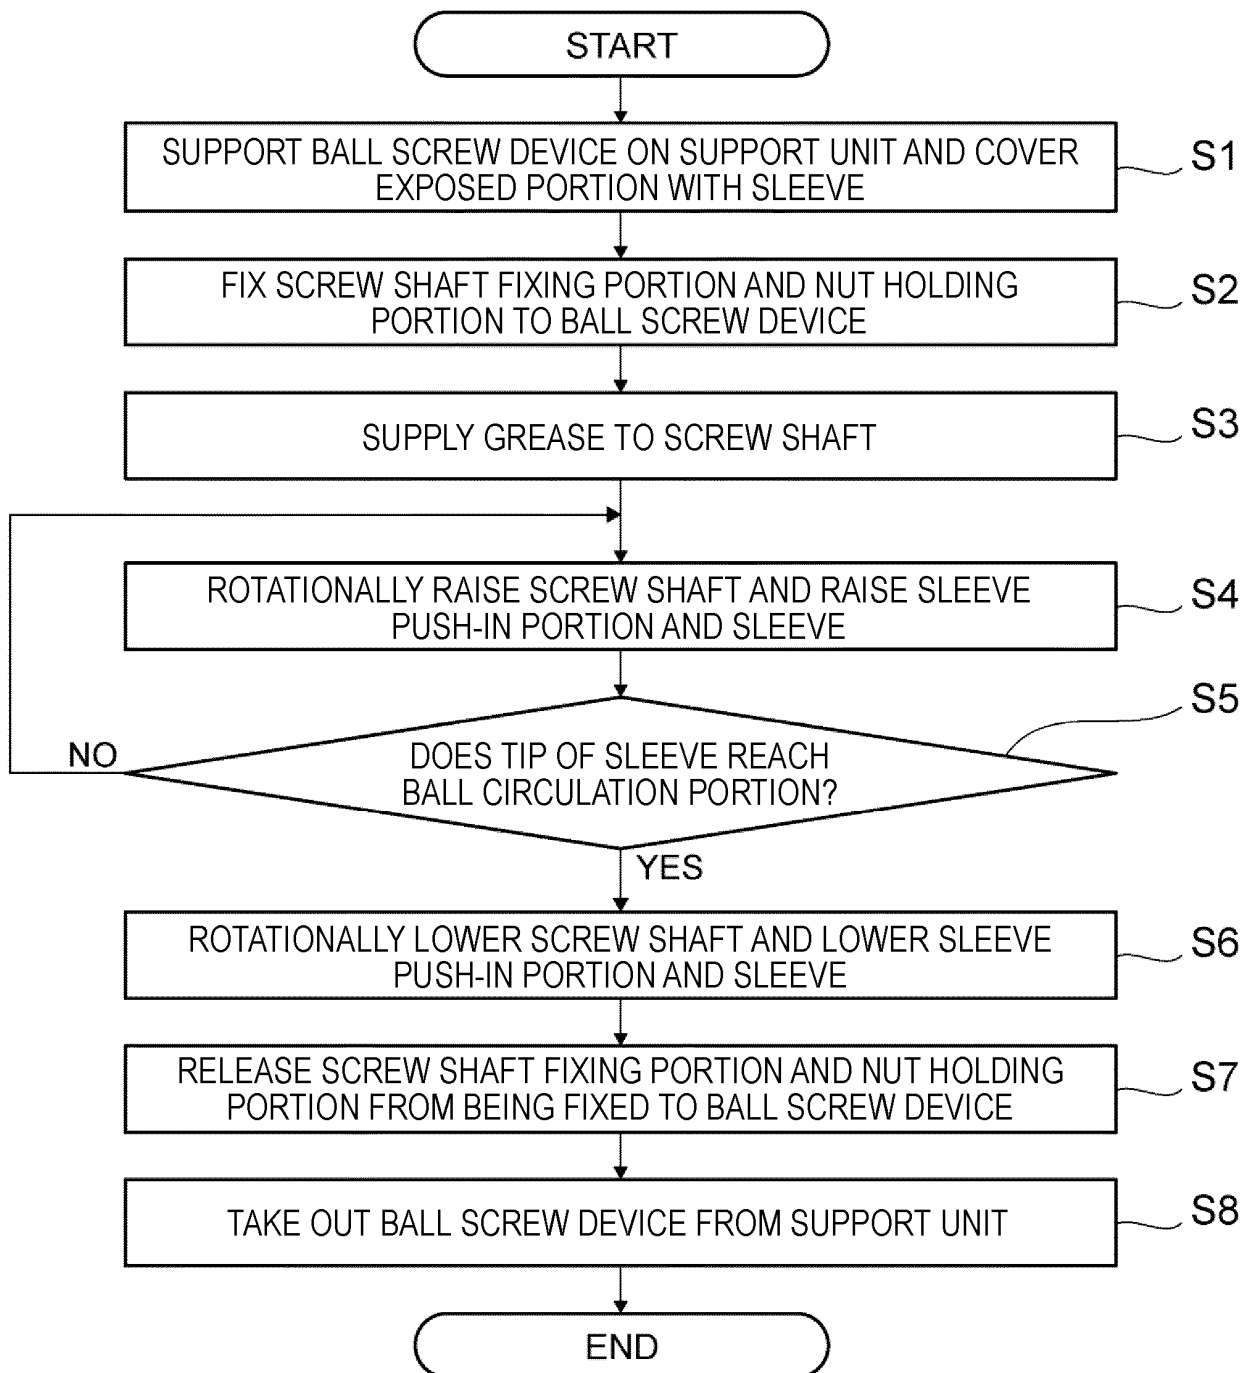 START
SUPPORT BALL SCREW DEVICE ON SUPPORT UNIT AND COVER
EXPOSED PORTION WITH SLEEVE
S1
FIX SCREW SHAFT FIXING PORTION AND NUT HOLDING
PORTION TO BALL SCREW DEVICE
S2
SUPPLY GREASE TO SCREW SHAFT
S3
ROTATIONALLY RAISE SCREW SHAFT AND RAISE SLEEVE
PUSH-IN PORTION AND SLEEVE
S4
DOES TIP OF SLEEVE REACH
BALL CIRCULATION PORTION?
S5
NO
YES
ROTATIONALLY LOWER SCREW SHAFT AND LOWER SLEEVE
PUSH-IN PORTION AND SLEEVE
S6
RELEASE SCREW SHAFT FIXING PORTION AND NUT HOLDING
PORTION FROM BEING FIXED TO BALL SCREW DEVICE
S7
TAKE OUT BALL SCREW DEVICE FROM SUPPORT UNIT
S8
END